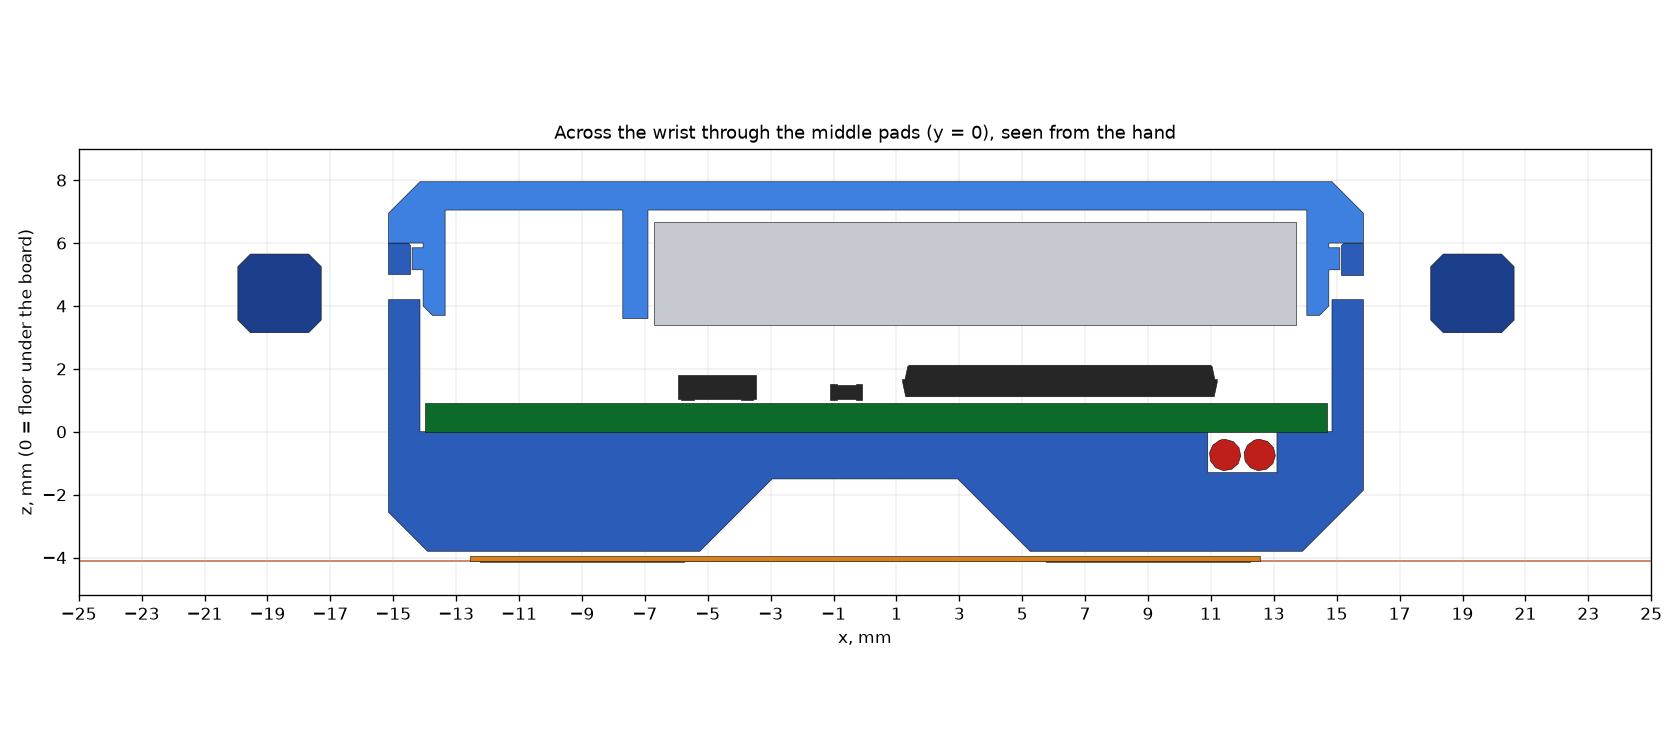 Across the wrist through the middle pads (y = 0), seen from the hand
z, mm (0 = floor under the board)
8
6
4
2
0
−2
−4
−25 −23 −21 −19 −17 −15 −13 −11 −9 −7 −5 −3 −1 1 3 5 7 9 11 13 15 17 19 21 23 25
x, mm